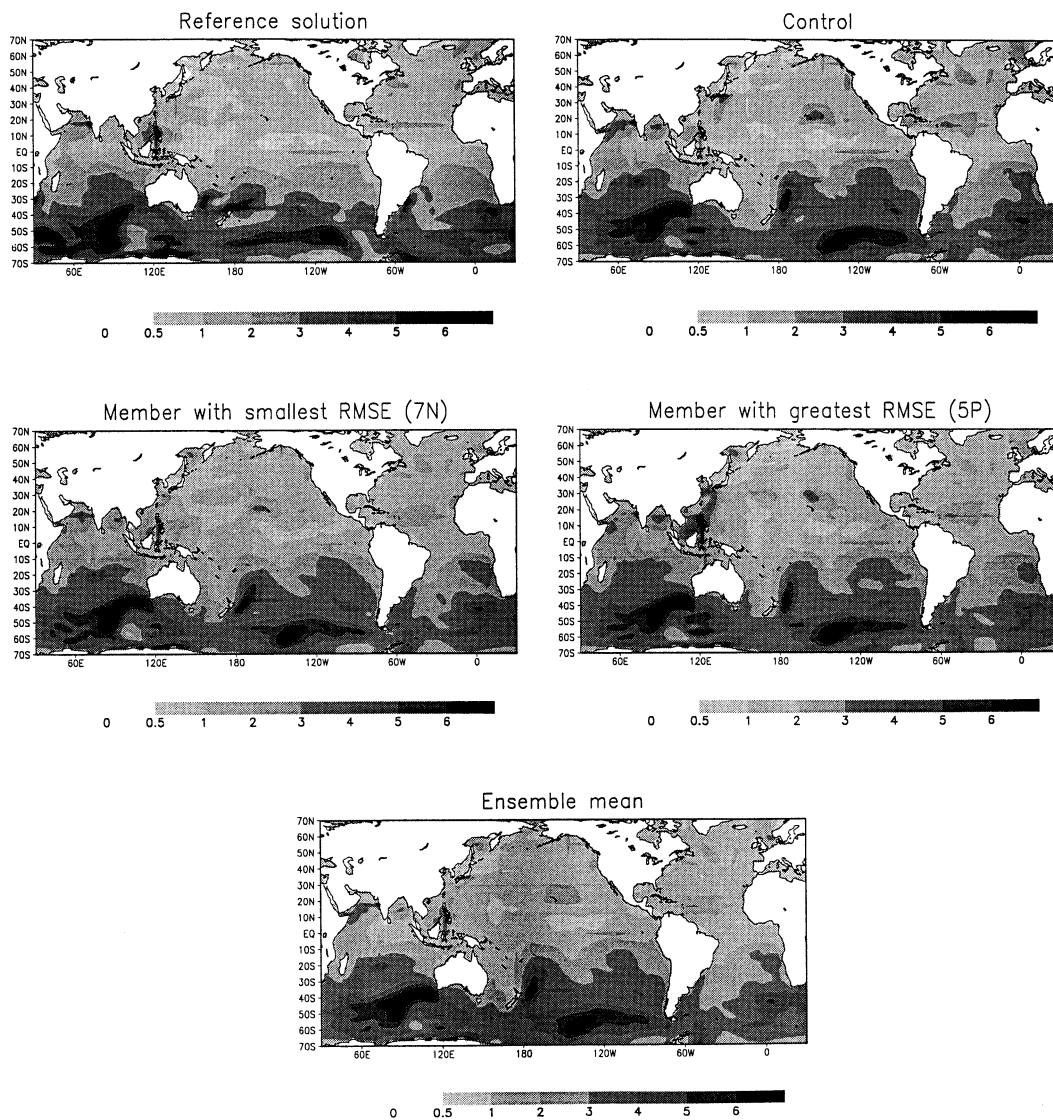 Reference solution
70N
60N
50N
40N
30N
20N
10N
EQ
10S
20S
30S
40S
50S
60S
70S
60E 120E 180 120W 60W 0
0 0.5 1 2 3 4 5 6
Control
70N
60N
50N
40N
30N
20N
10N
EQ
10S
20S
30S
40S
50S
60S
70S
60E 120E 180 120W 60W 0
0 0.5 1 2 3 4 5 6
Member with smallest RMSE (7N)
70N
60N
50N
40N
30N
20N
10N
EQ
10S
20S
30S
40S
50S
60S
70S
60E 120E 180 120W 60W 0
0 0.5 1 2 3 4 5 6
Member with greatest RMSE (5P)
70N
60N
50N
40N
30N
20N
10N
EQ
10S
20S
30S
40S
50S
60S
70S
60E 120E 180 120W 60W 0
0 0.5 1 2 3 4 5 6
Ensemble mean
70N
60N
50N
40N
30N
20N
10N
EQ
10S
20S
30S
40S
50S
60S
70S
60E 120E 180 120W 60W 0
0 0.5 1 2 3 4 5 6